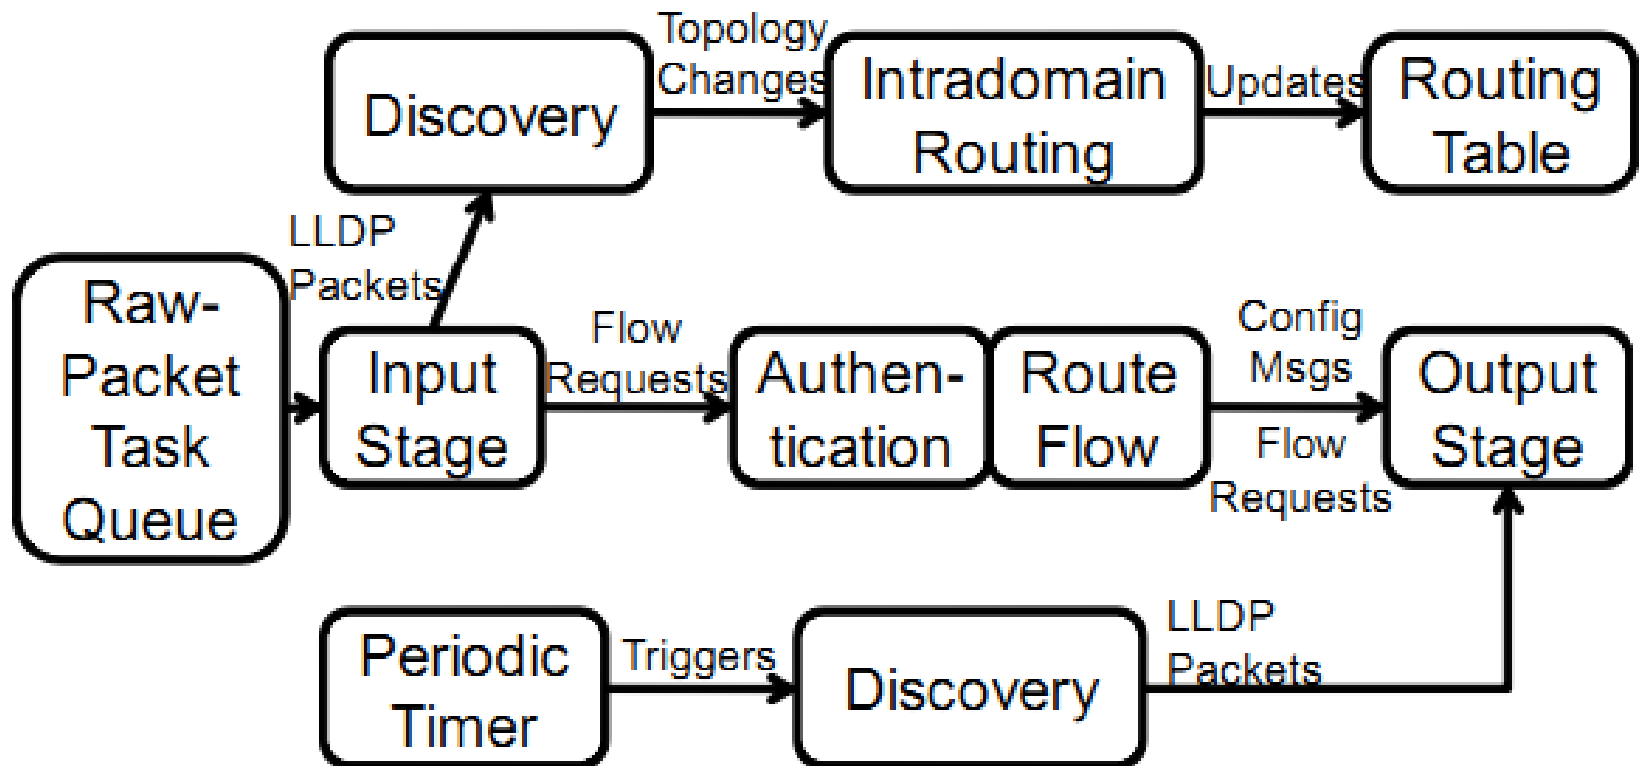 Discovery
Topology
Changes
Intradomain
Routing
Updates
Routing
Table
LLDP
Packets
Raw-
Packet
Task
Queue
Input
Stage
Flow
Requests
Authen-
tication
Route
Flow
Config
Msgs
Flow
Requests
Output
Stage
Periodic
Timer
Triggers
Discovery
LLDP
Packets